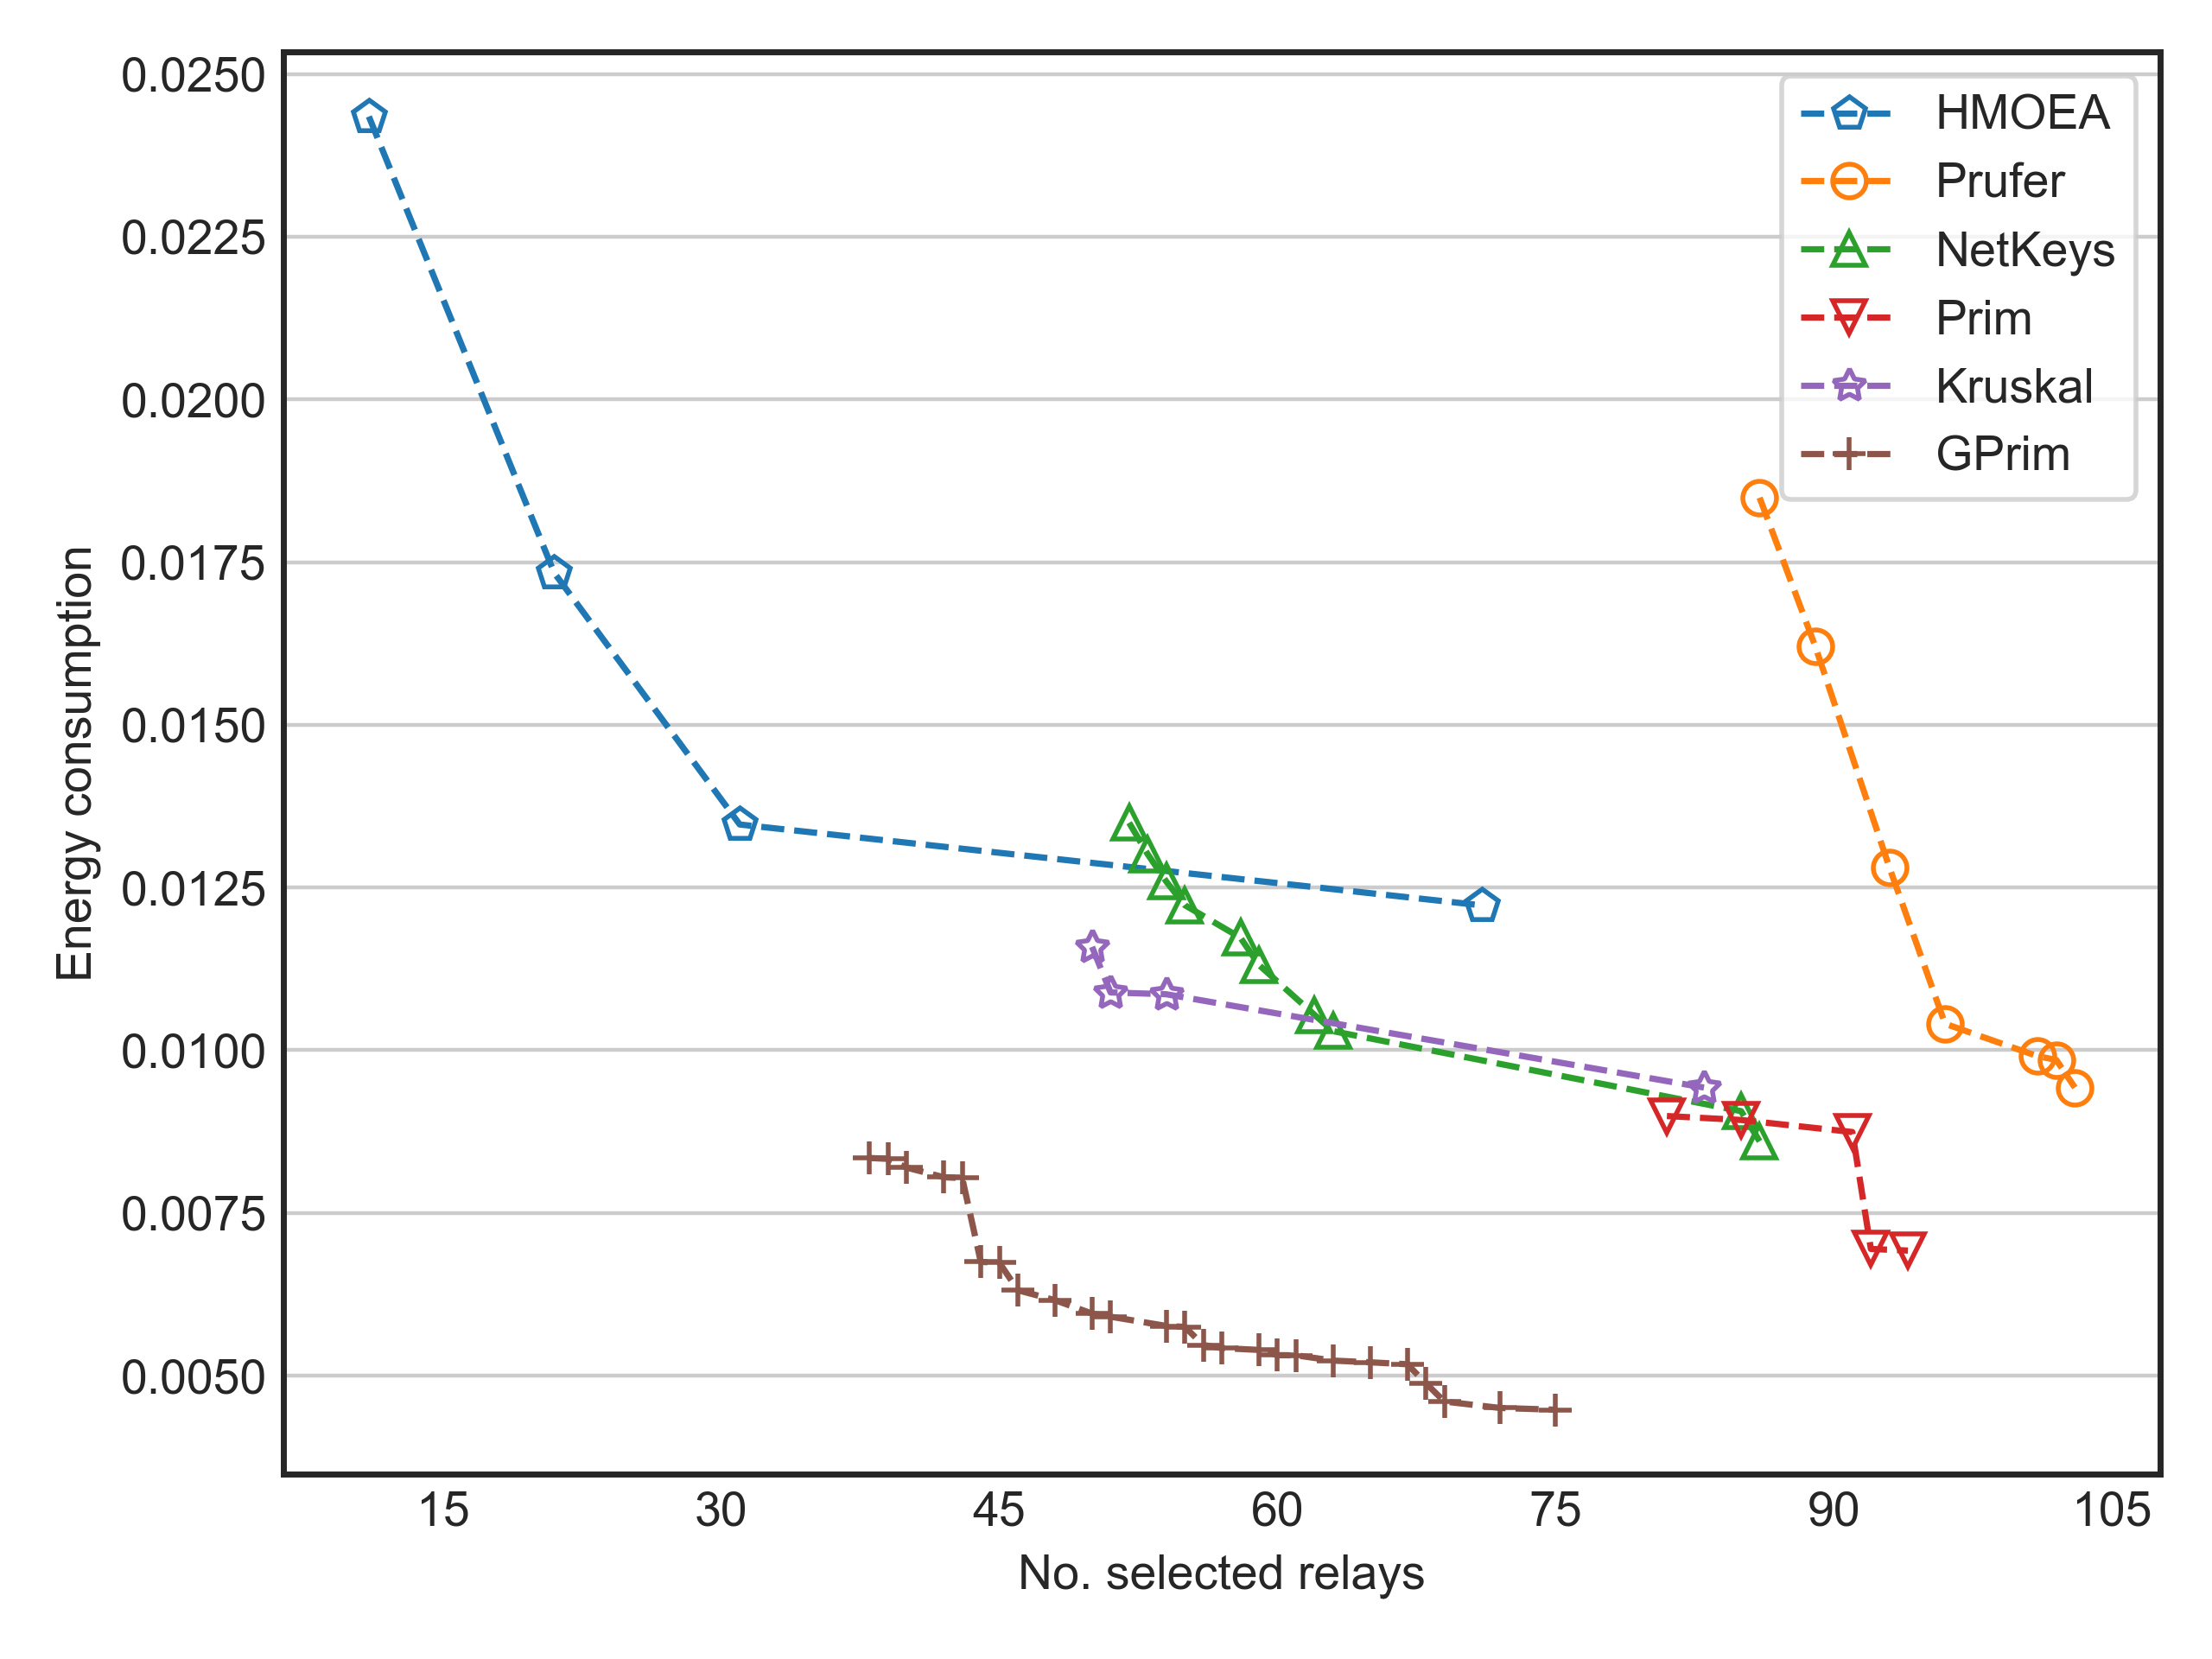 0.0250
0.0225
0.0200
0.0175
0.0150
0.0125
0.0100
0.0075
0.0050
Energy consumption
15 30 45 60 75 90 105
No. selected relays
HMOEA
Prufer
NetKeys
Prim
Kruskal
GPrim